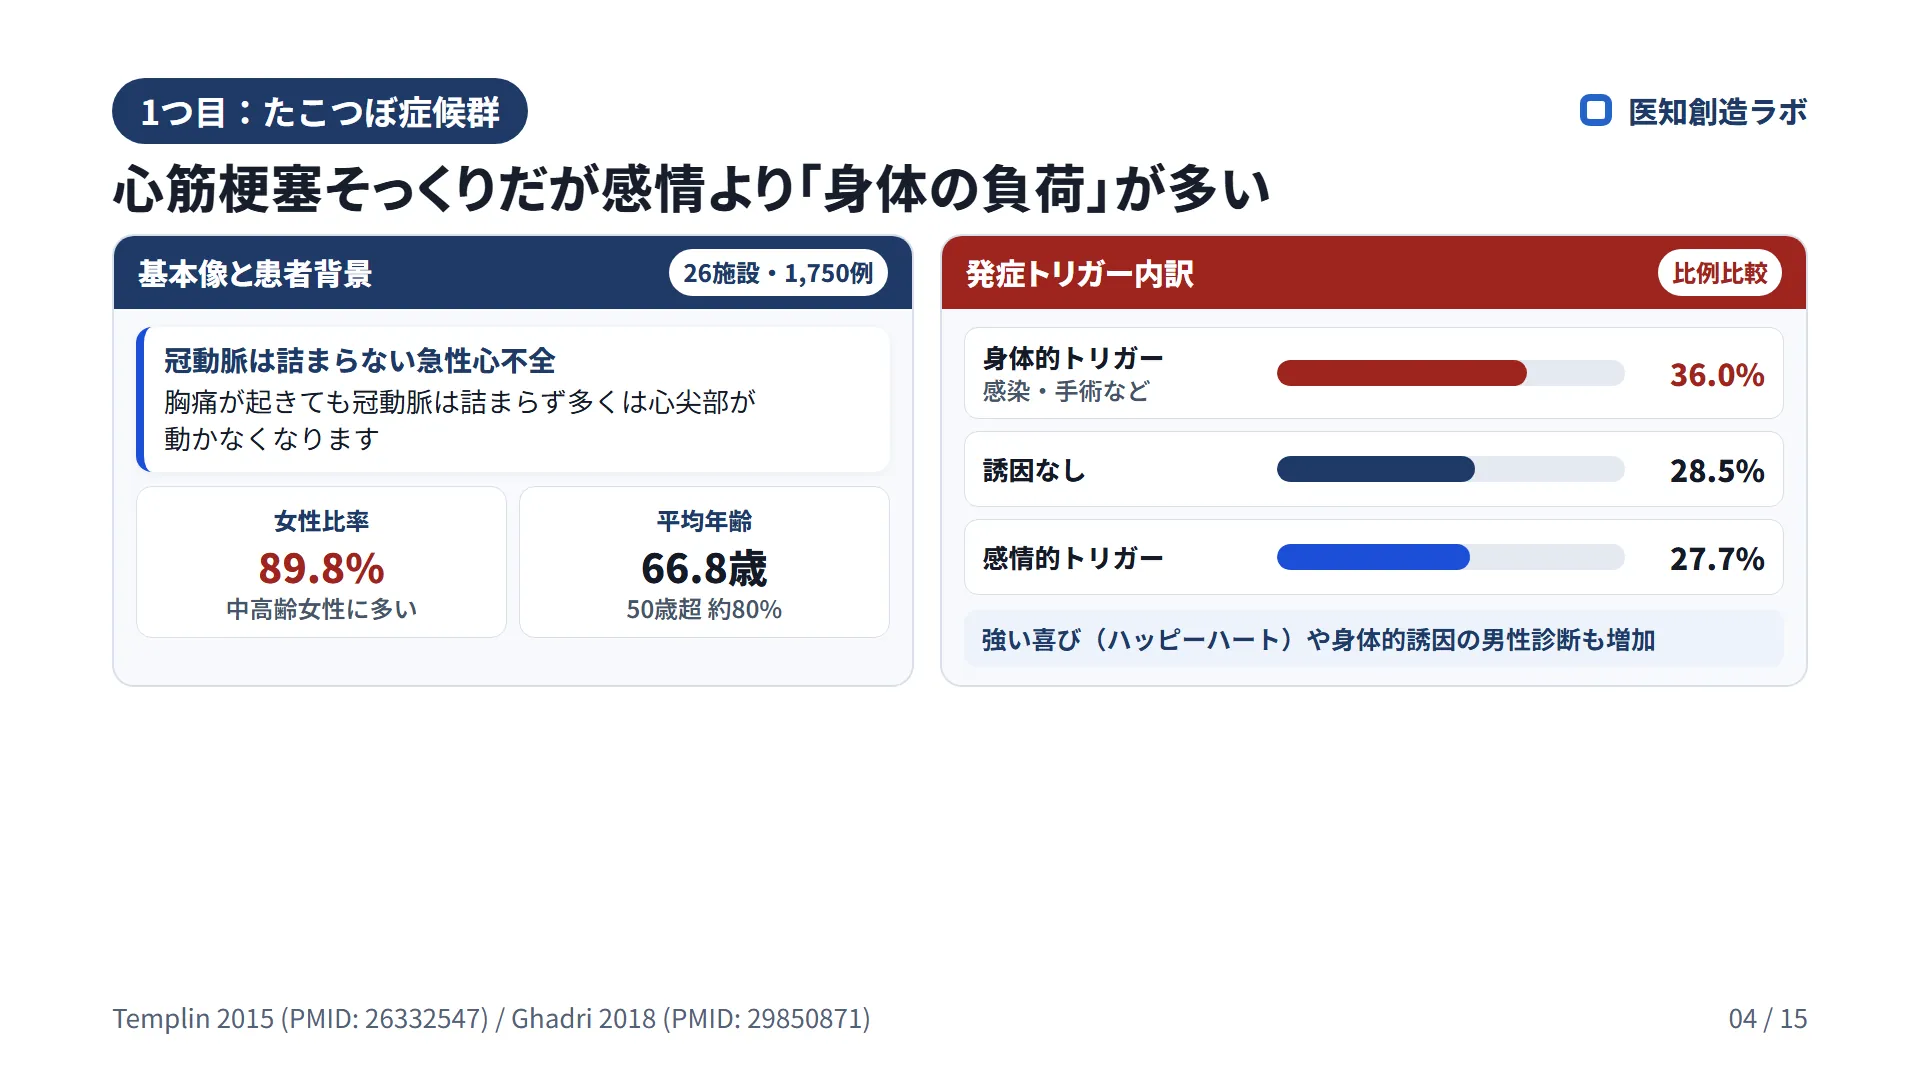 1つ目：たこつぼ症候群
医知創造ラボ
心筋梗塞そっくりだが感情より「身体の負荷」が多い
基本像と患者背景
26施設・1,750例
冠動脈は詰まらない急性心不全
胸痛が起きても冠動脈は詰まらず多くは心尖部が
動かなくなります
女性比率
89.8%
中高齢女性に多い
平均年齢
66.8歳
50歳超 約80%
発症トリガー内訳
比例比較
身体的トリガー
感染・手術など
36.0%
誘因なし
28.5%
感情的トリガー
27.7%
強い喜び（ハッピーハート）や身体的誘因の男性診断も増加
Templin 2015 (PMID: 26332547) / Ghadri 2018 (PMID: 29850871)
04 / 15